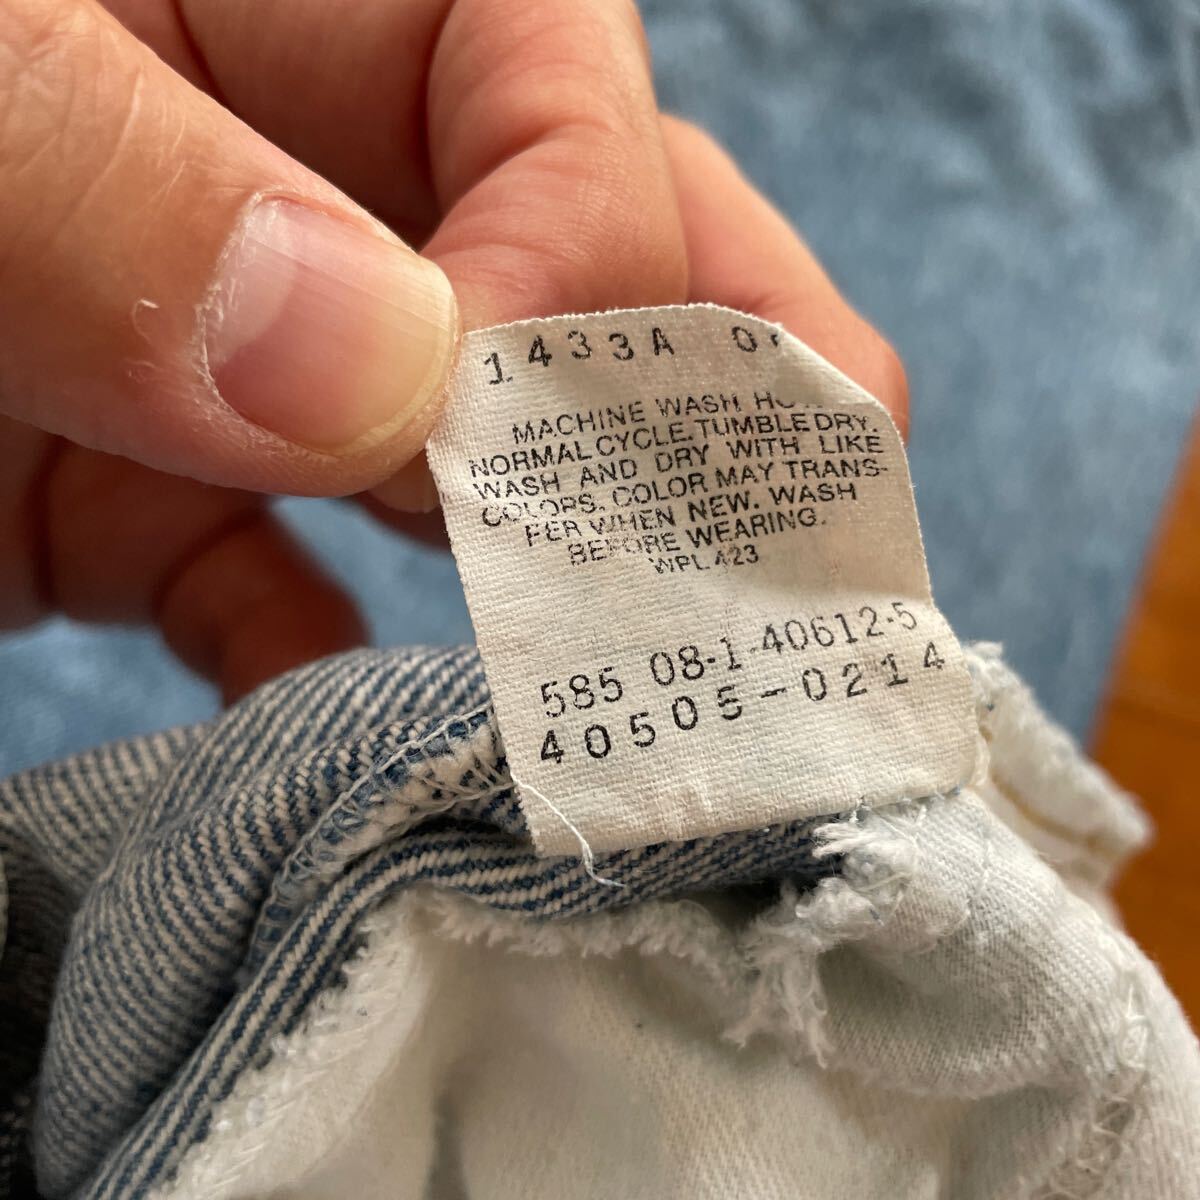 1433A
MACHINE WASH
NORMAL CYCLE. TUMBLE DRY.
WASH AND DRY WITH LIKE
COLORS. COLOR MAY TRANS-
FER WHEN NEW. WASH
BEFORE WEARING.
WPL 423
585 08-1-40612-5
40505-0214